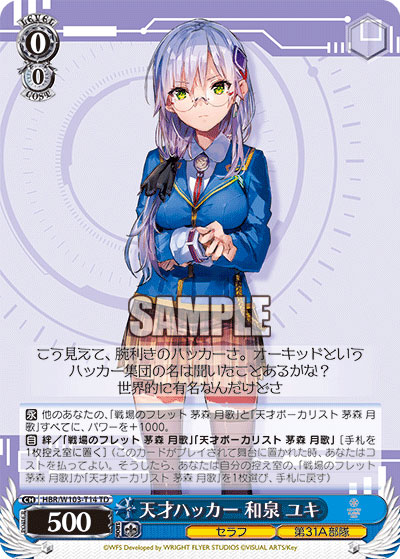 LEVEL
0
0
COST
SAMPLE
こう見えて、腕利きのハッカーさ。オーキッドという
ハッカー集団の名は聞いたことあるかな？
世界的に有名なんだけどさ
永 他のあなたの、「戦場のフレット 茅森 月歌」と「天才ボーカリスト 茅森 月
歌」すべてに、パワーを+1000。
自 絆／「戦場のフレット 茅森 月歌」「天才ボーカリスト 茅森 月歌」 ［手札を
1枚控え室に置く］ （このカードがプレイされて舞台に置かれた時、あなたはコ
ストを払ってよい。そうしたら、あなたは自分の控え室の、「戦場のフレット 茅森
月歌」か「天才ボーカリスト 茅森 月歌」を1枚選び、手札に戻す）
CH HBR/W103-T14 TD
500
天才ハッカー 和泉 ユキ
セラフ
第31A部隊
©WFS Developed by WRIGHT FLYER STUDIOS ©VISUAL ARTS/Key